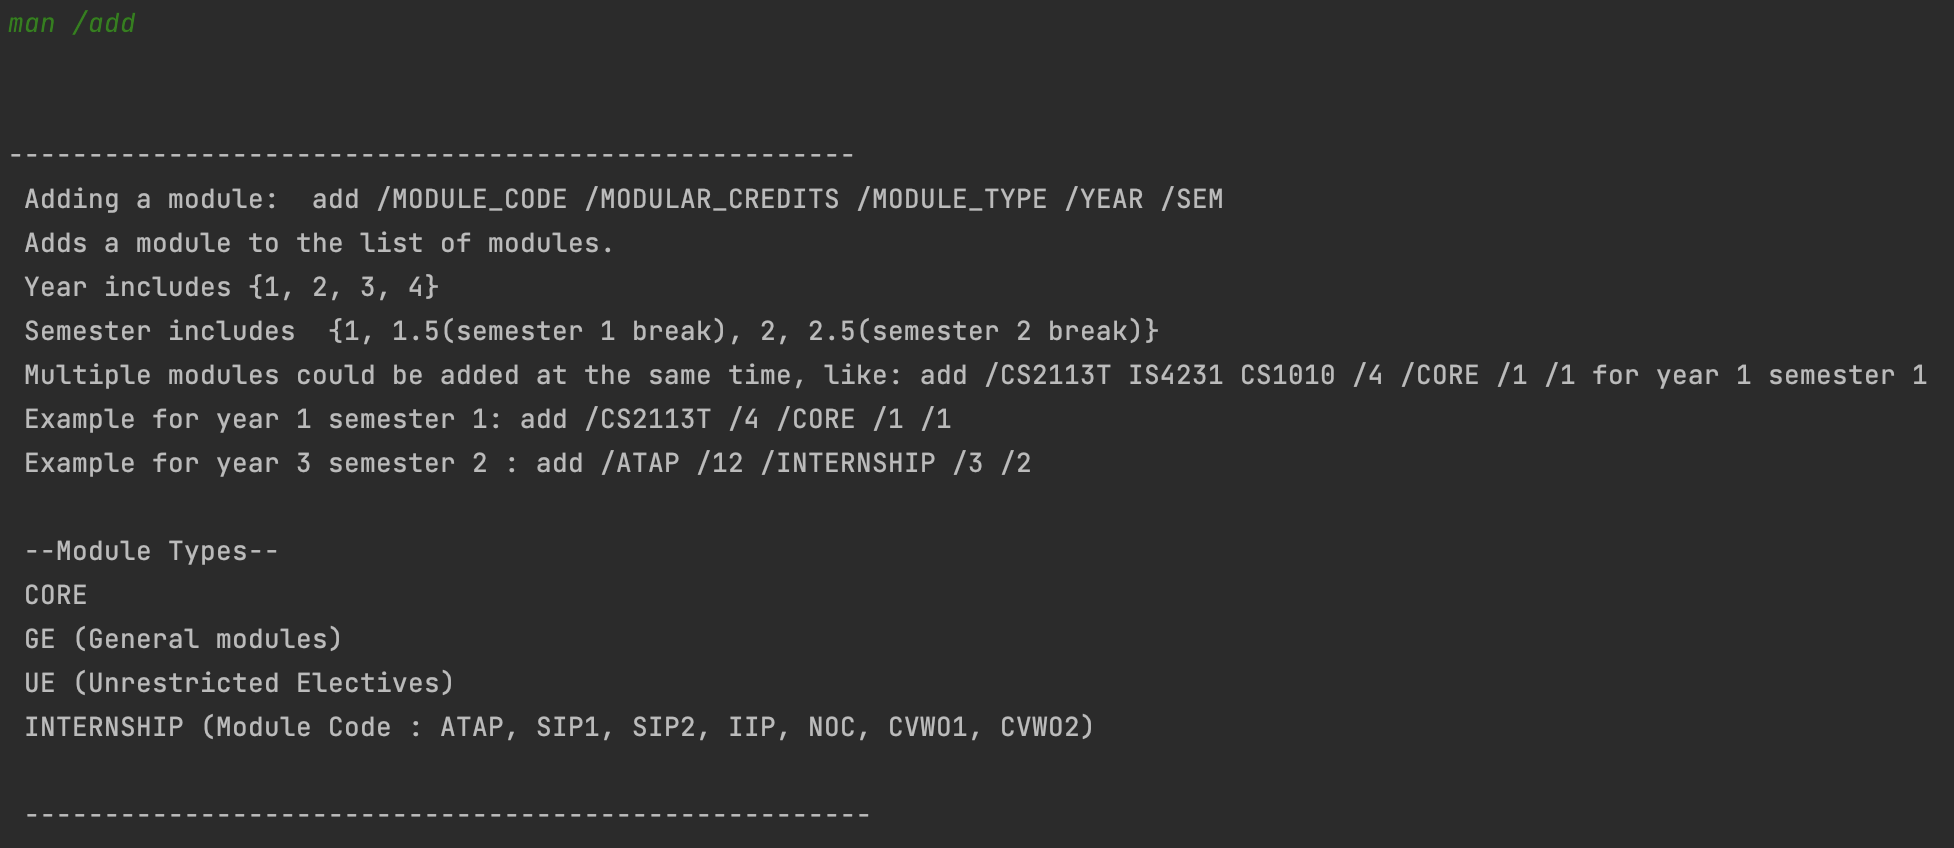 man /add
-----------------------------------------------------
Adding a module:  add /MODULE_CODE /MODULAR_CREDITS /MODULE_TYPE /YEAR /SEM
Adds a module to the list of modules.
Year includes {1, 2, 3, 4}
Semester includes  {1, 1.5(semester 1 break), 2, 2.5(semester 2 break)}
Multiple modules could be added at the same time, like: add /CS2113T IS4231 CS1010 /4 /CORE /1 /1 for year 1 semester 1
Example for year 1 semester 1: add /CS2113T /4 /CORE /1 /1
Example for year 3 semester 2 : add /ATAP /12 /INTERNSHIP /3 /2
--Module Types--
CORE
GE (General modules)
UE (Unrestricted Electives)
INTERNSHIP (Module Code : ATAP, SIP1, SIP2, IIP, NOC, CVWO1, CVWO2)
-----------------------------------------------------